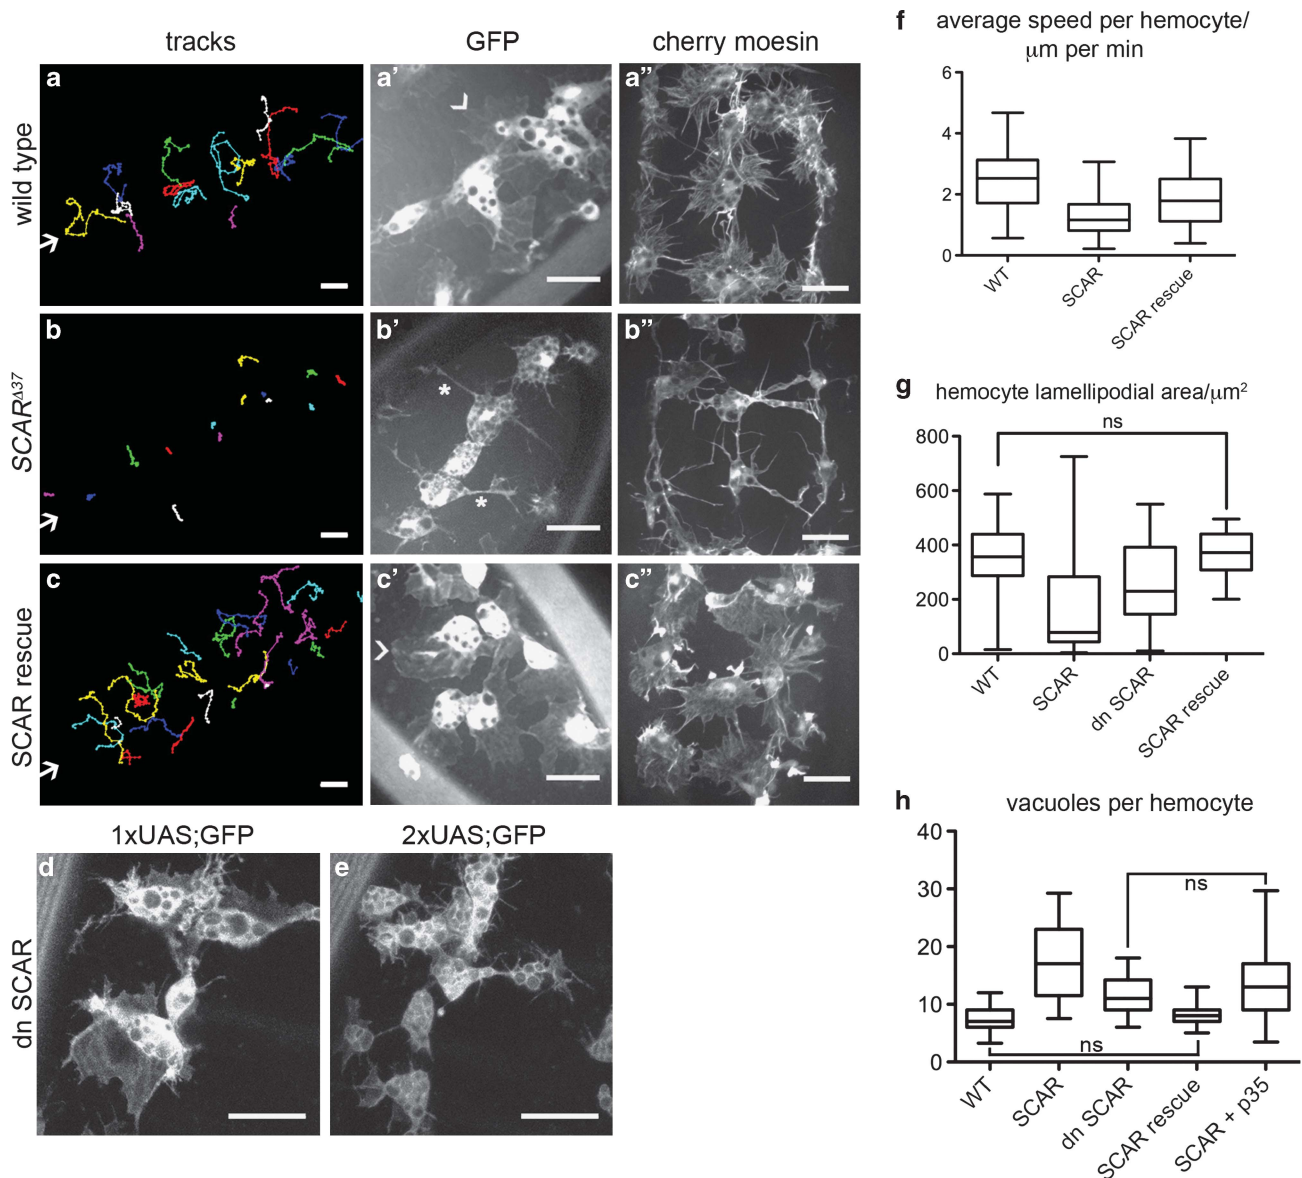 tracks
GFP
cherry moesin
wild type
a
a'
a''
SCAR^Δ37
b
b'
*
*
b''
SCAR rescue
c
c'
c''
1xUAS;GFP
2xUAS;GFP
dn SCAR
d
e
f
average speed per hemocyte/
μm per min
6
4
2
0
WT
SCAR
SCAR rescue
g
hemocyte lamellipodial area/μm²
ns
800
600
400
200
0
WT
SCAR
dn SCAR
SCAR rescue
h
vacuoles per hemocyte
40
30
20
10
0
ns
ns
WT
SCAR
dn SCAR
SCAR rescue
SCAR + p35